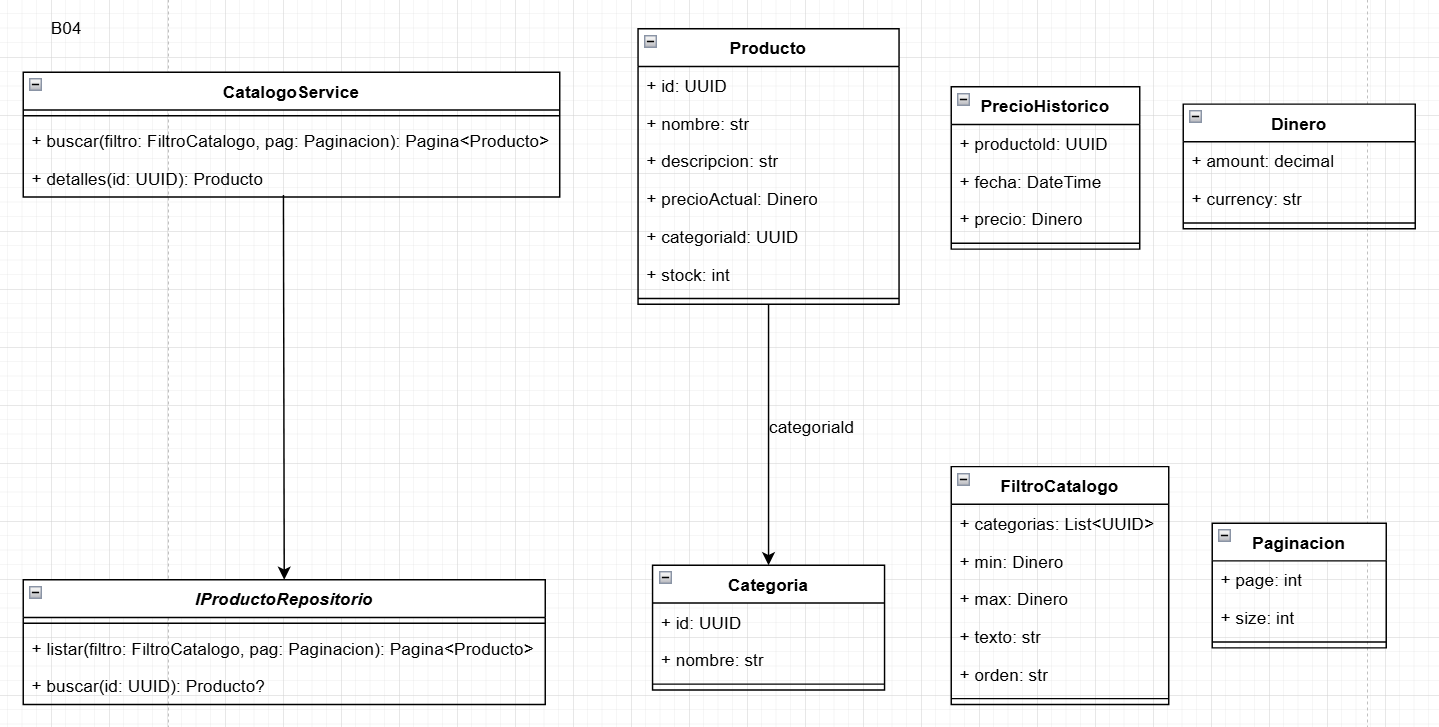 B04
CatalogoService
+ buscar(filtro: FiltroCatalogo, pag: Paginacion): Pagina<Producto>
+ detalles(id: UUID): Producto
Producto
+ id: UUID
+ nombre: str
+ descripcion: str
+ precioActual: Dinero
+ categoriaId: UUID
+ stock: int
PrecioHistorico
+ productoId: UUID
+ fecha: DateTime
+ precio: Dinero
Dinero
+ amount: decimal
+ currency: str
categoriaId
IProductoRepositorio
+ listar(filtro: FiltroCatalogo, pag: Paginacion): Pagina<Producto>
+ buscar(id: UUID): Producto?
Categoria
+ id: UUID
+ nombre: str
FiltroCatalogo
+ categorias: List<UUID>
+ min: Dinero
+ max: Dinero
+ texto: str
+ orden: str
Paginacion
+ page: int
+ size: int